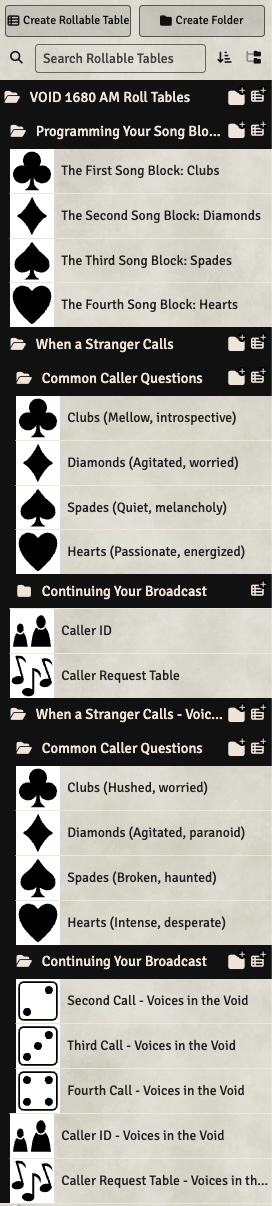 Create Rollable Table
Create Folder
Search Rollable Tables
VOID 1680 AM Roll Tables
Programming Your Song Blo...
The First Song Block: Clubs
The Second Song Block: Diamonds
The Third Song Block: Spades
The Fourth Song Block: Hearts
When a Stranger Calls
Common Caller Questions
Clubs (Mellow, introspective)
Diamonds (Agitated, worried)
Spades (Quiet, melancholy)
Hearts (Passionate, energized)
Continuing Your Broadcast
Caller ID
Caller Request Table
When a Stranger Calls - Voic...
Common Caller Questions
Clubs (Hushed, worried)
Diamonds (Agitated, paranoid)
Spades (Broken, haunted)
Hearts (Intense, desperate)
Continuing Your Broadcast
Second Call - Voices in the Void
Third Call - Voices in the Void
Fourth Call - Voices in the Void
Caller ID - Voices in the Void
Caller Request Table - Voices in th...